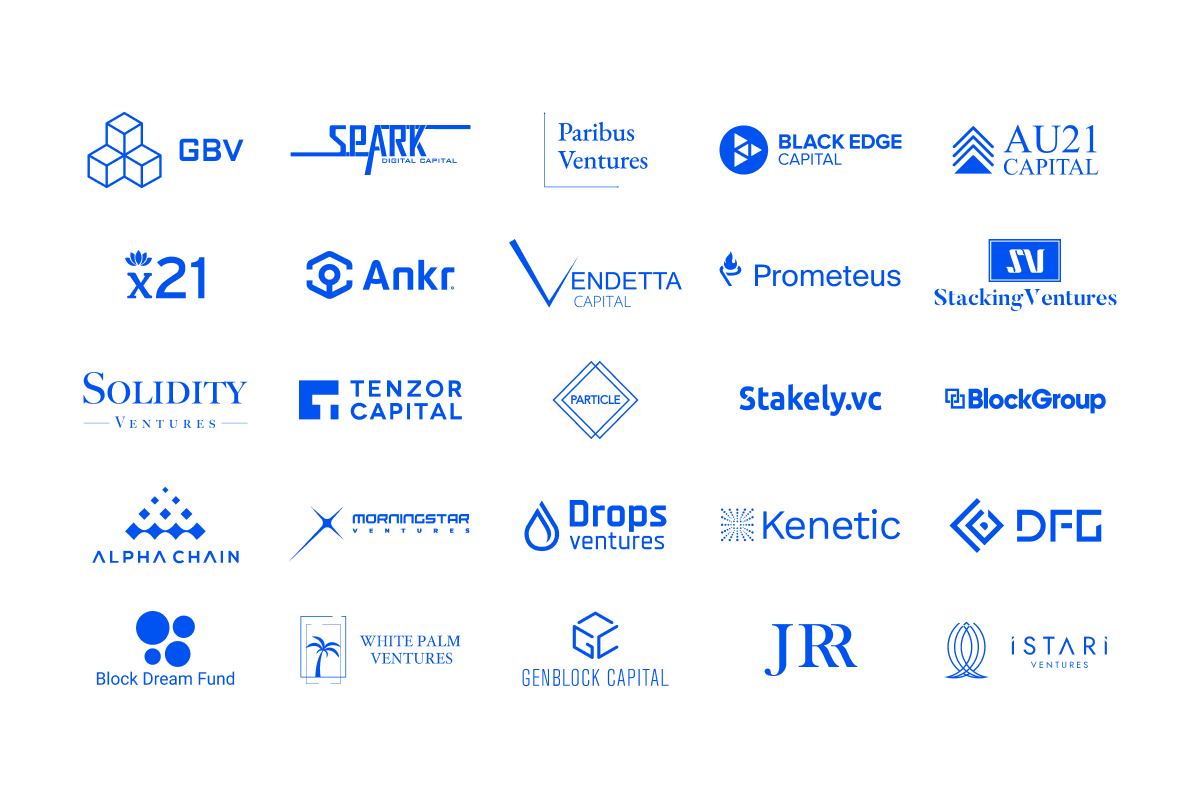 GBV
SPARK
DIGITAL CAPITAL
Paribus
Ventures
BLACK EDGE
CAPITAL
AU21
CAPITAL
x21
Ankr
VENDETTA
CAPITAL
Prometeus
SV
StackingVentures
SOLIDITY
VENTURES
TENZOR
CAPITAL
PARTICLE
Stakely.vc
BlockGroup
ALPHA CHAIN
MORNINGSTAR
VENTURES
Drops
ventures
Kenetic
DFG
Block Dream Fund
WHITE PALM
VENTURES
GC
GENBLOCK CAPITAL
JRR
iSTARi
VENTURES